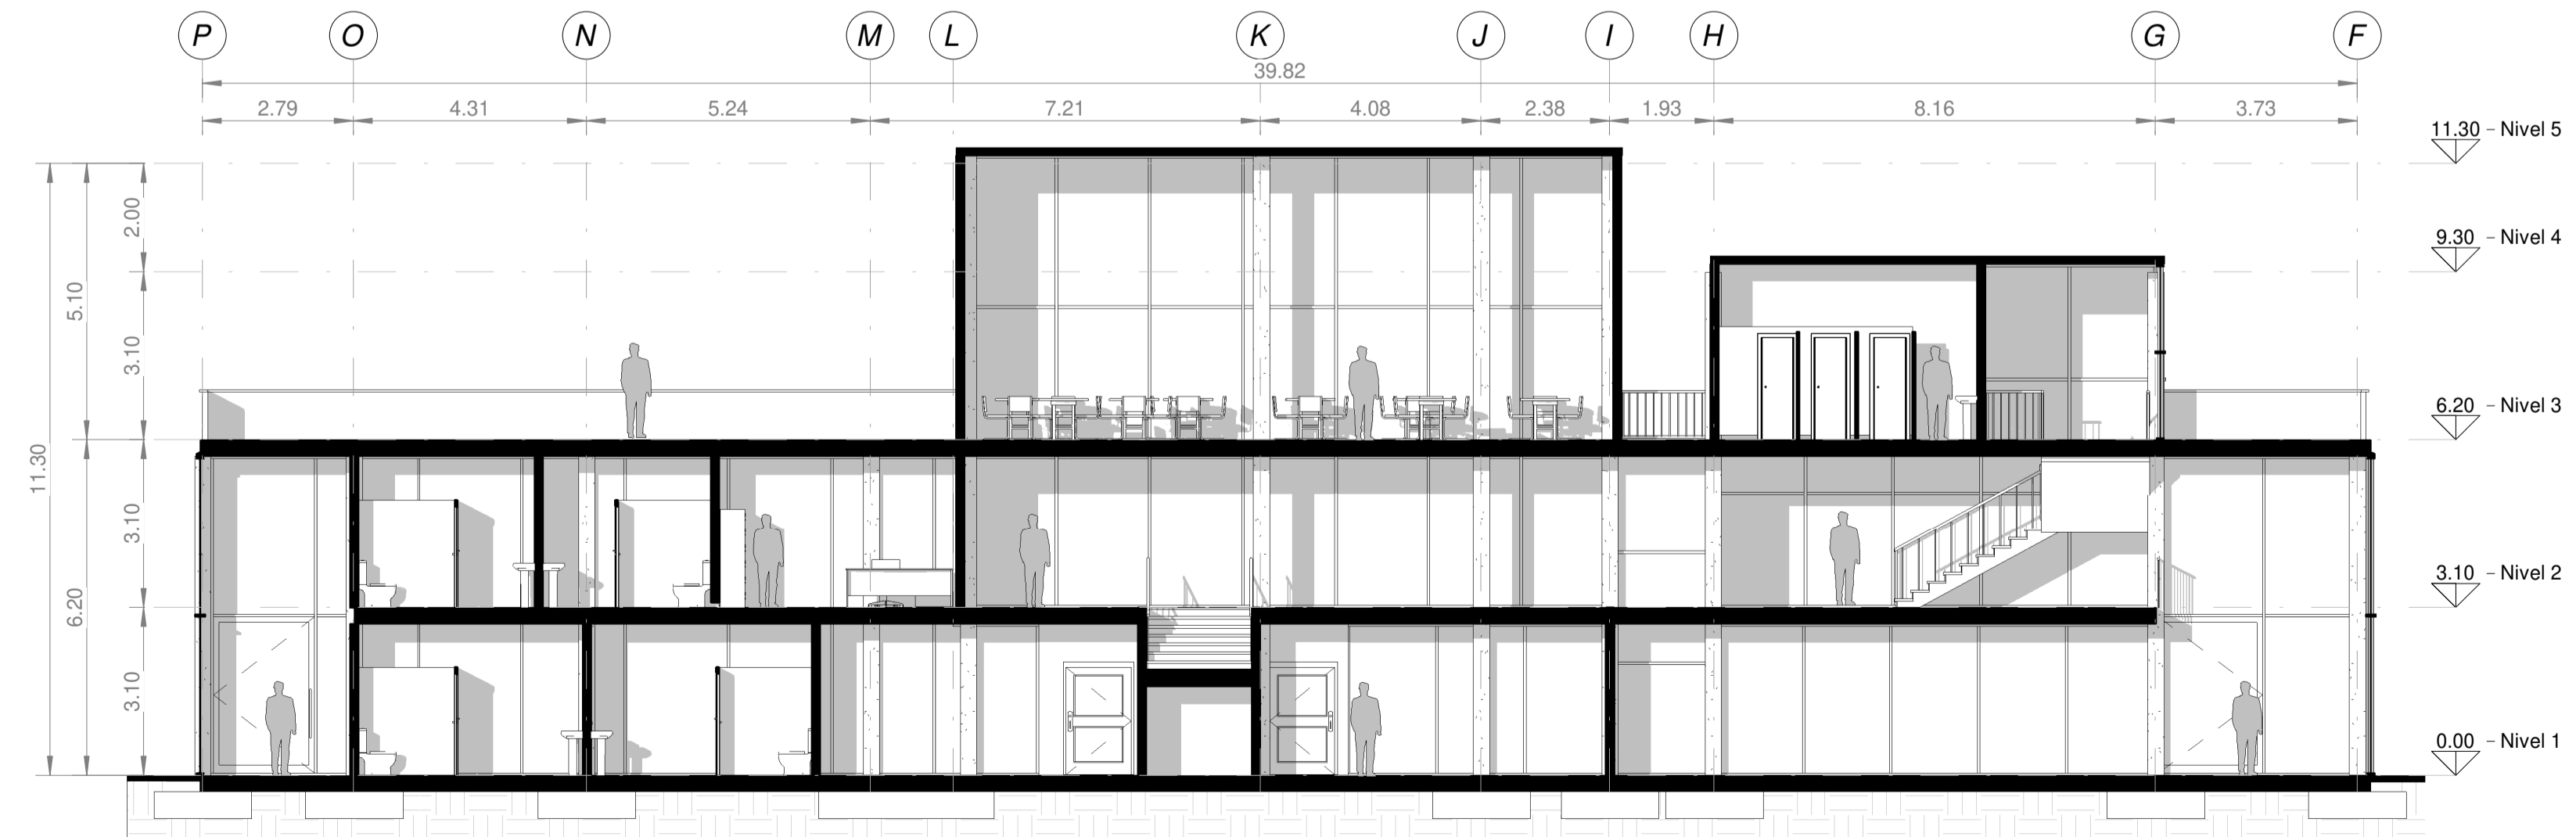 P O N M L K J I H G F
39.82
2.79 4.31 5.24 7.21 4.08 2.38 1.93 8.16 3.73
11.30 - Nivel 5
2.00
9.30 - Nivel 4
5.10
3.10
6.20 - Nivel 3
11.30
3.10
3.10 - Nivel 2
6.20
3.10
0.00 - Nivel 1